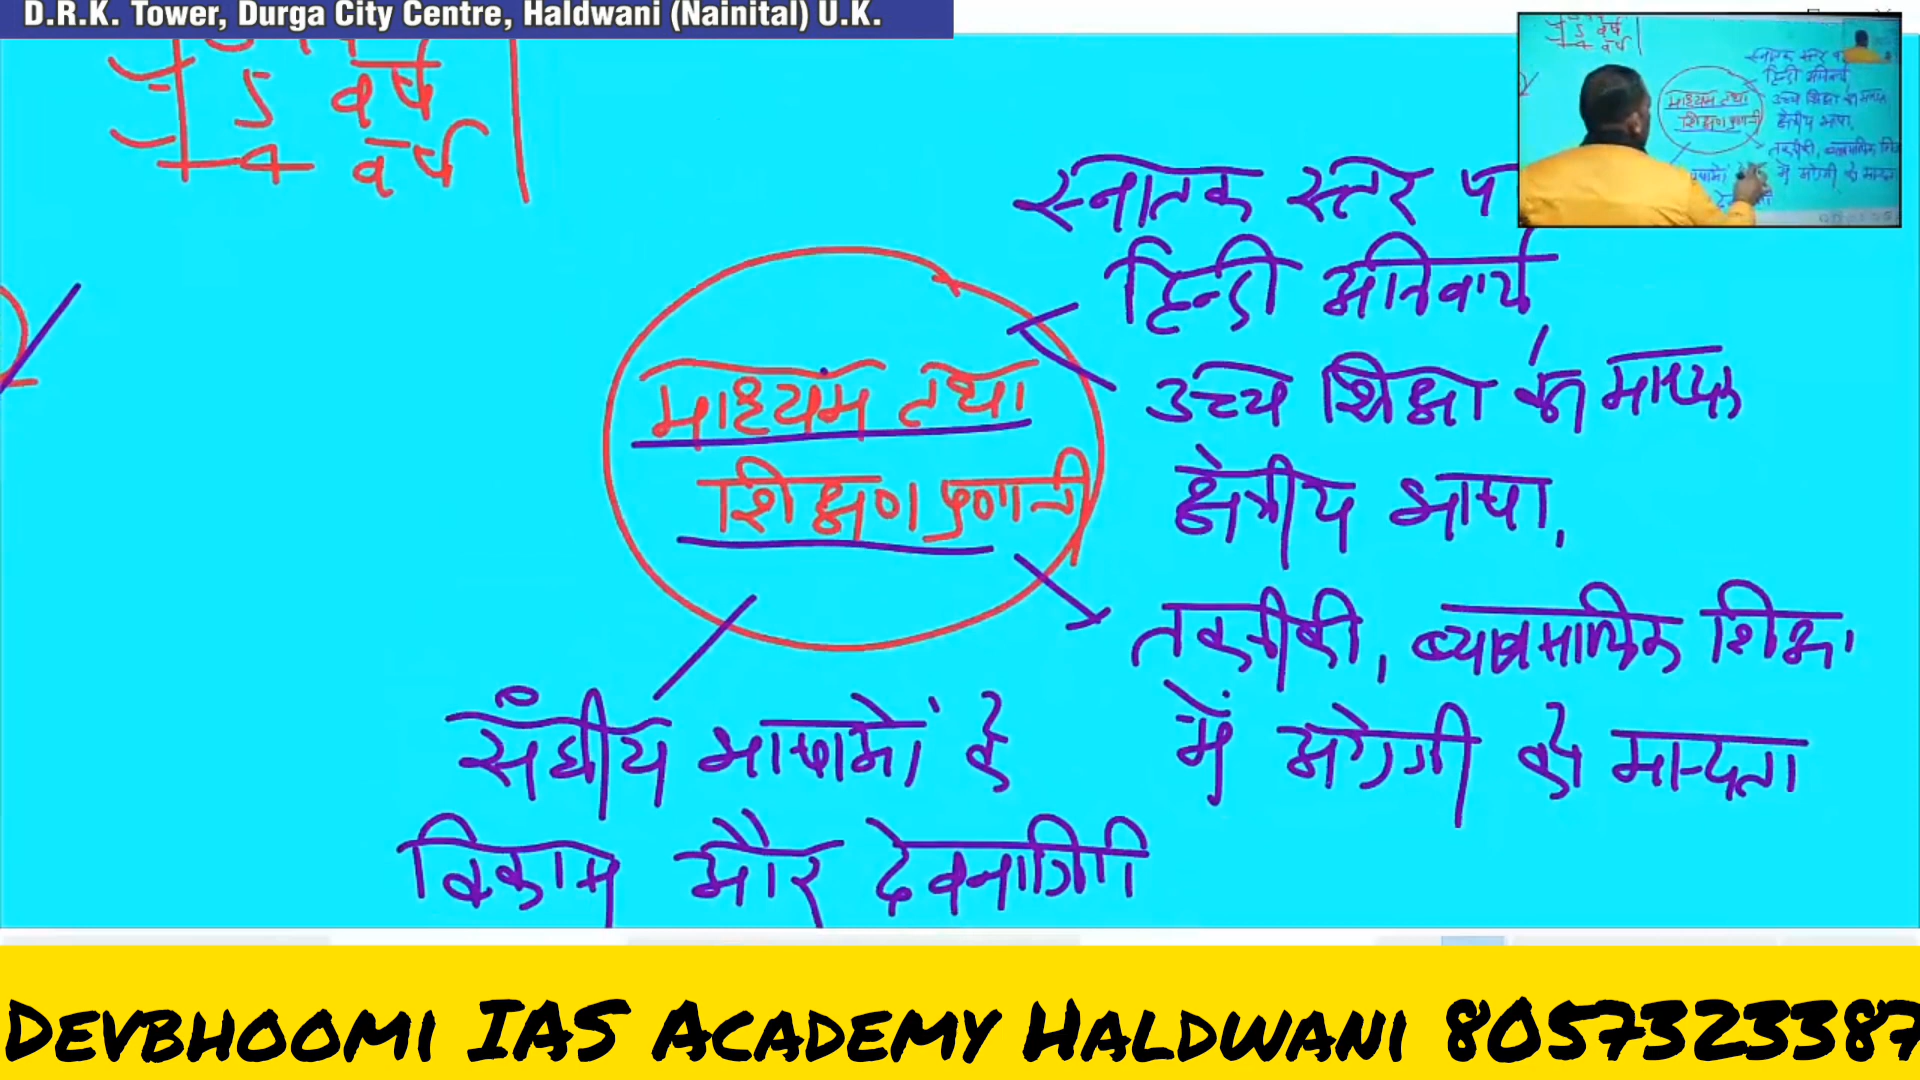 D.R.K. Tower, Durga City Centre, Haldwani (Nainital) U.K.
5 वर्ष
4 वर्ष
स्नातक स्तर प
हिन्दी अनिवार्य,
माध्यम तथा
शिक्षण प्रणाली
उच्च शिक्षा का माध्यम
क्षेत्रीय भाषा,
तकनीकी, व्यावसायिक शिक्षा
में अंग्रेजी को मान्यता
संघीय भाषाओं के
विकास और देवनागिरी
DEVBHOOMI IAS ACADEMY HALDWANI 8057323387